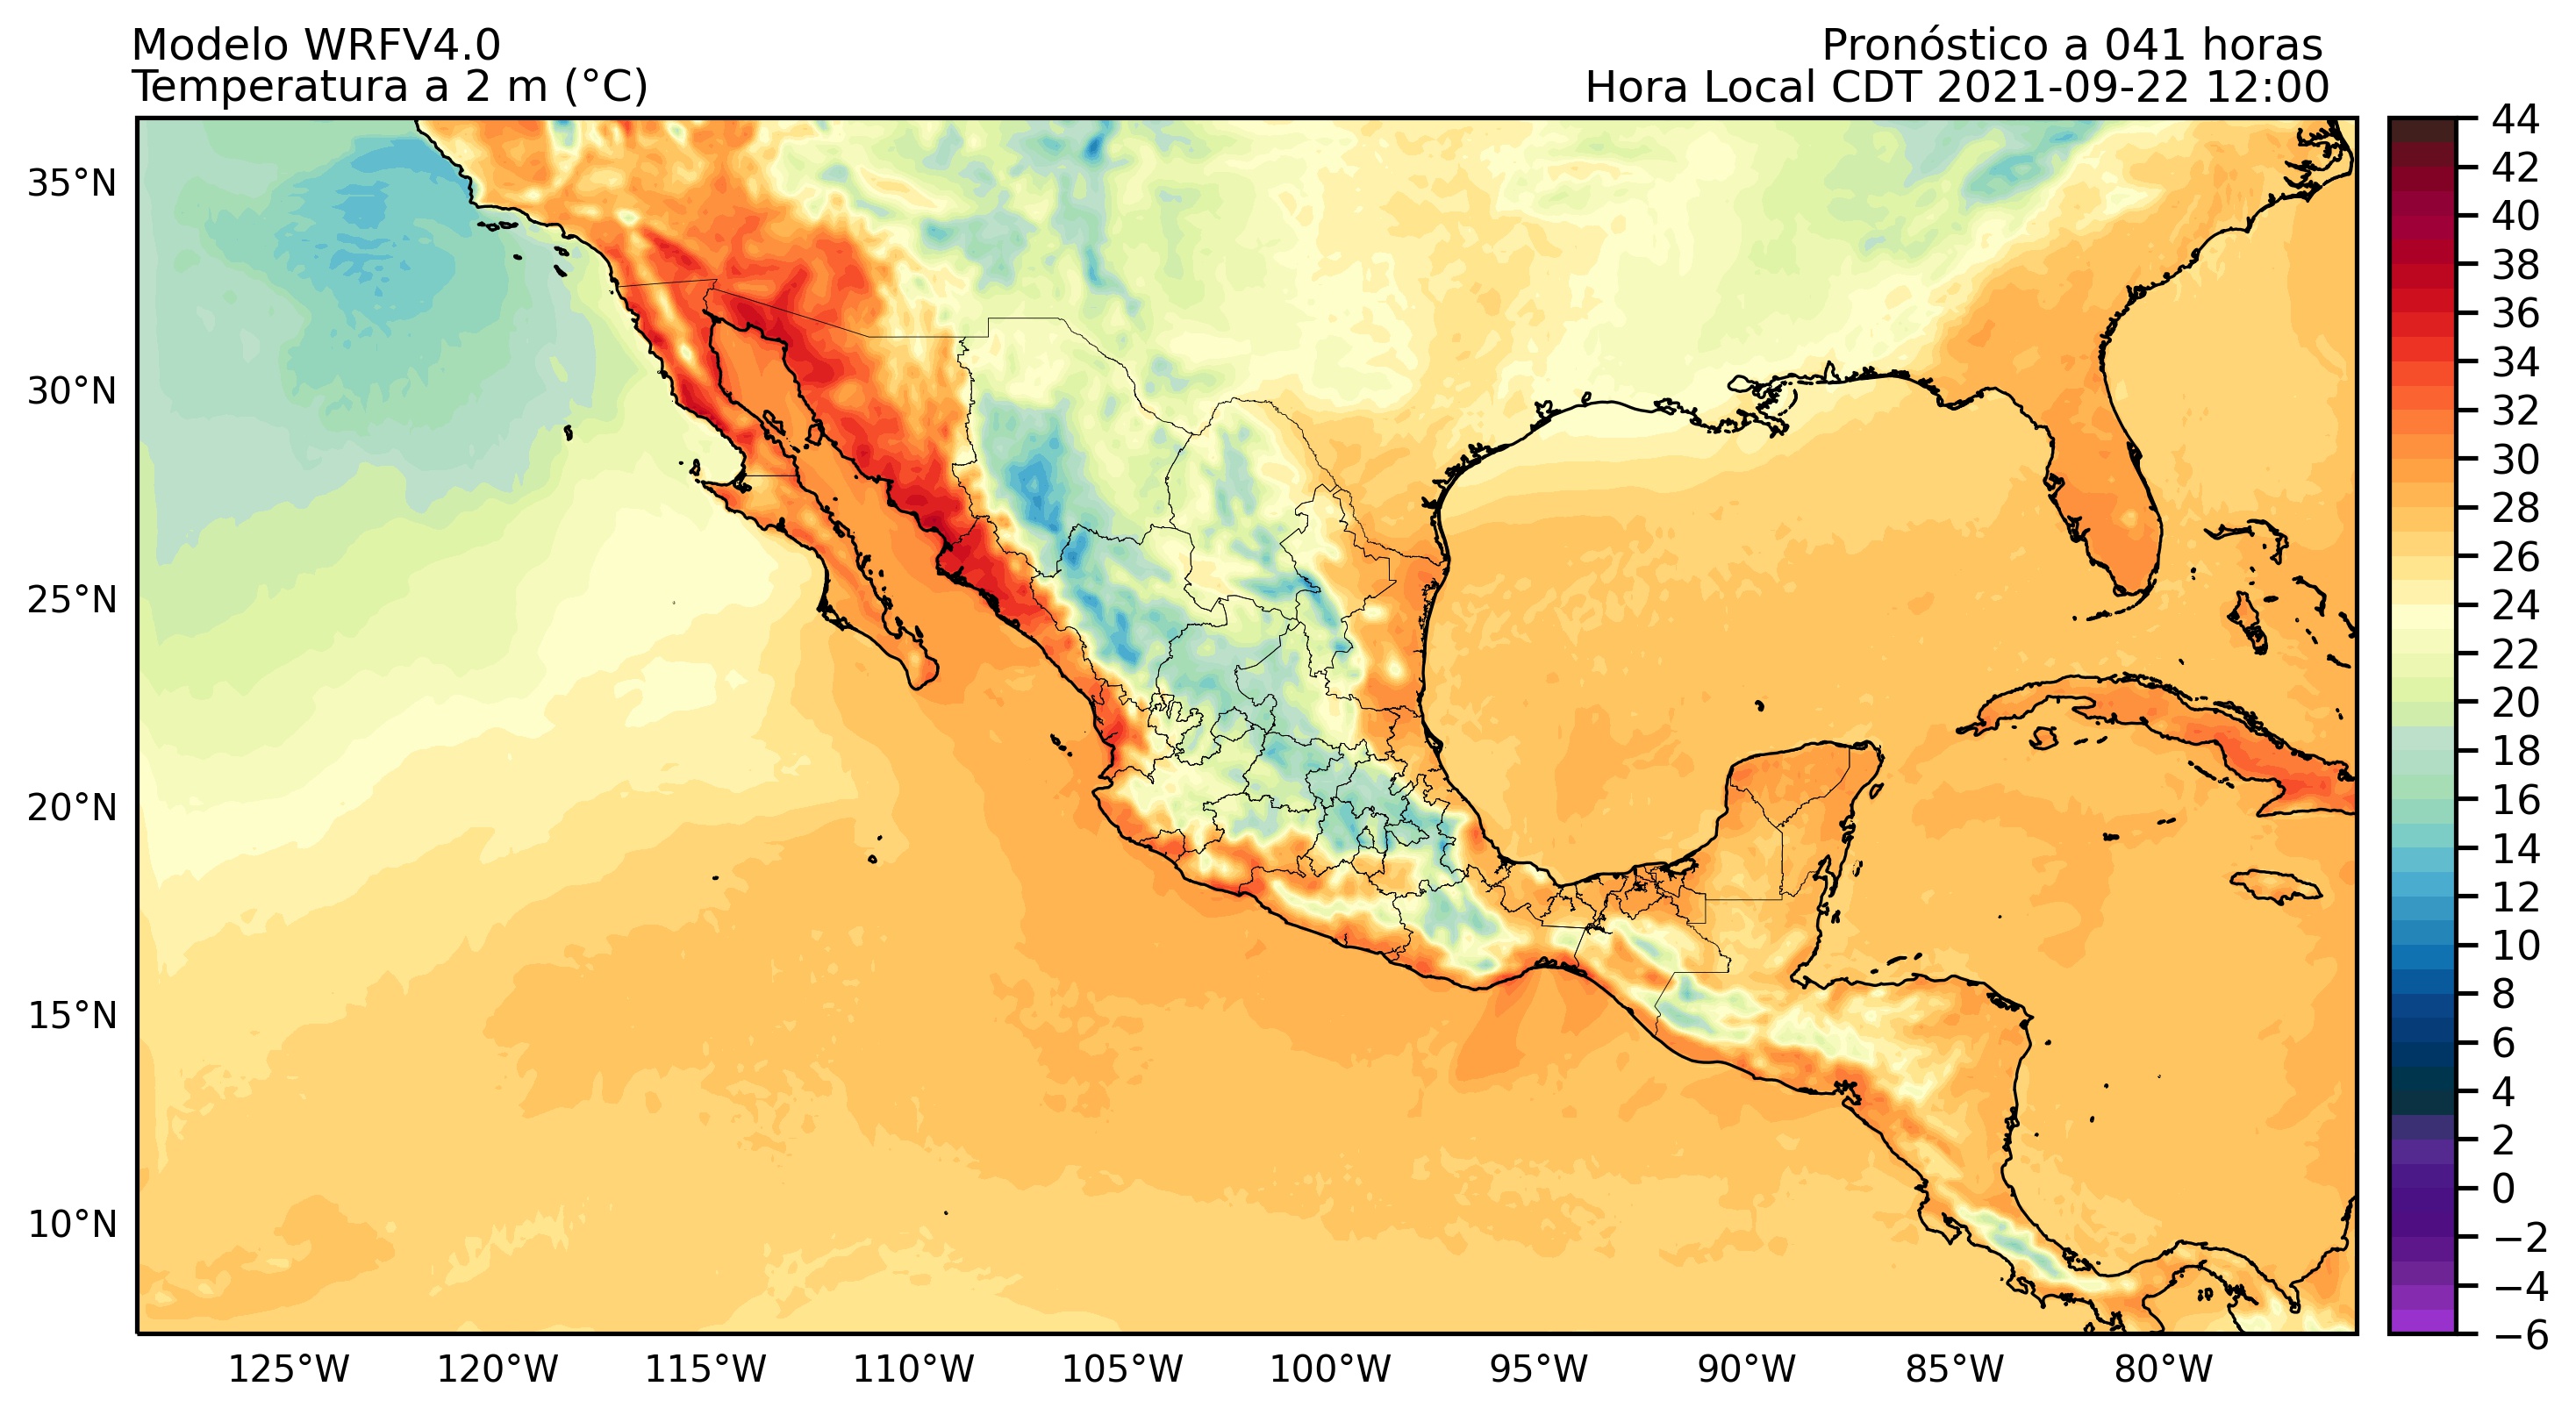 Modelo WRFV4.0
Pronóstico a 041 horas
Temperatura a 2 m (°C)
Hora Local CDT 2021-09-22 12:00
35°N
30°N
25°N
20°N
15°N
10°N
125°W
120°W
115°W
110°W
105°W
100°W
95°W
90°W
85°W
80°W
44
42
40
38
36
34
32
30
28
26
24
22
20
18
16
14
12
10
8
6
4
2
0
−2
−4
−6